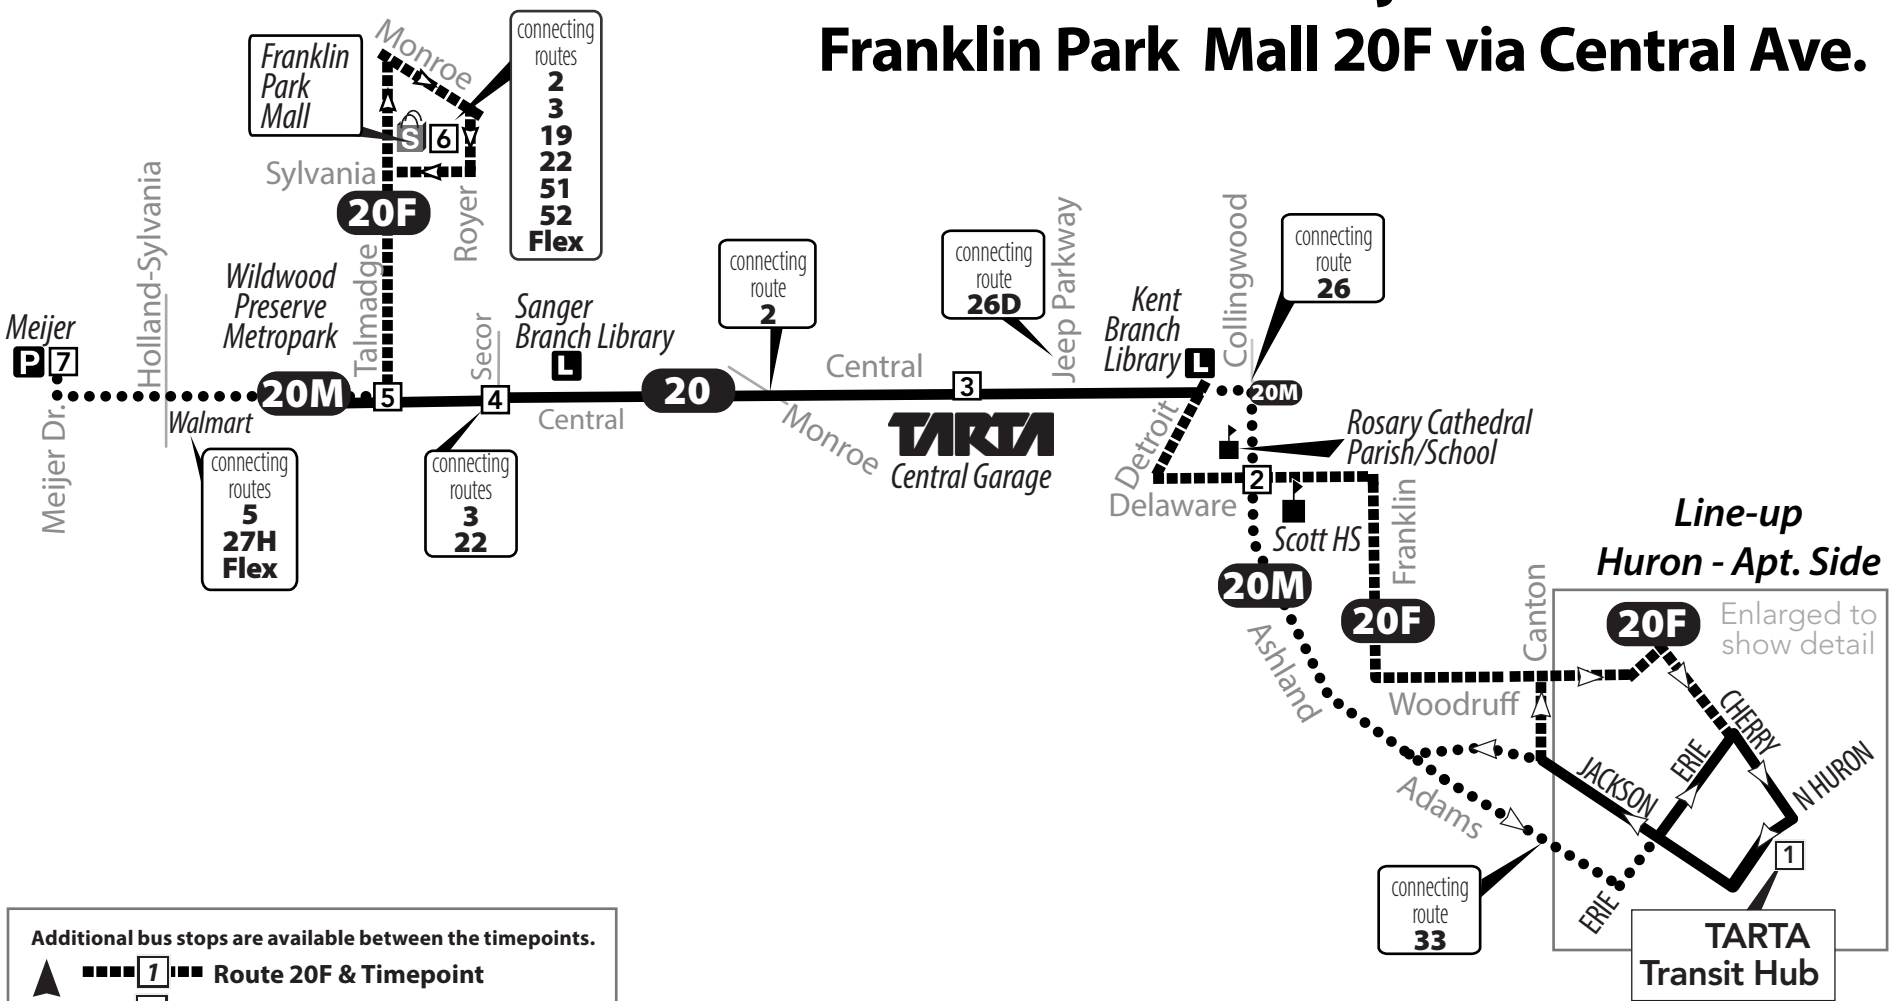 Franklin Park Mall 20F via Central Ave.
Monroe
Franklin
Park
Mall
connecting
routes
2
3
19
22
51
52
Flex
S
6
Sylvania
20F
Royer
Talmadge
Holland-Sylvania
Wildwood
Preserve
Metropark
Meijer
P
7
Meijer Dr.
20M
5
Walmart
connecting
routes
5
27H
Flex
Secor
4
connecting
routes
3
22
Sanger
Branch Library
L
Central
20
connecting
route
2
Monroe
Central
3
TARTA
Central Garage
connecting
route
26D
Jeep Parkway
Kent
Branch
Library
L
Collingwood
connecting
route
26
20M
Detroit
Delaware
2
Rosary Cathedral
Parish/School
Scott HS
Franklin
20M
20F
Ashland
Woodruff
Canton
Adams
connecting
route
33
Line-up
Huron - Apt. Side
20F
Enlarged to
show detail
CHERRY
ERIE
JACKSON
N HURON
1
ERIE
TARTA
Transit Hub
Additional bus stops are available between the timepoints.
1
Route 20F & Timepoint